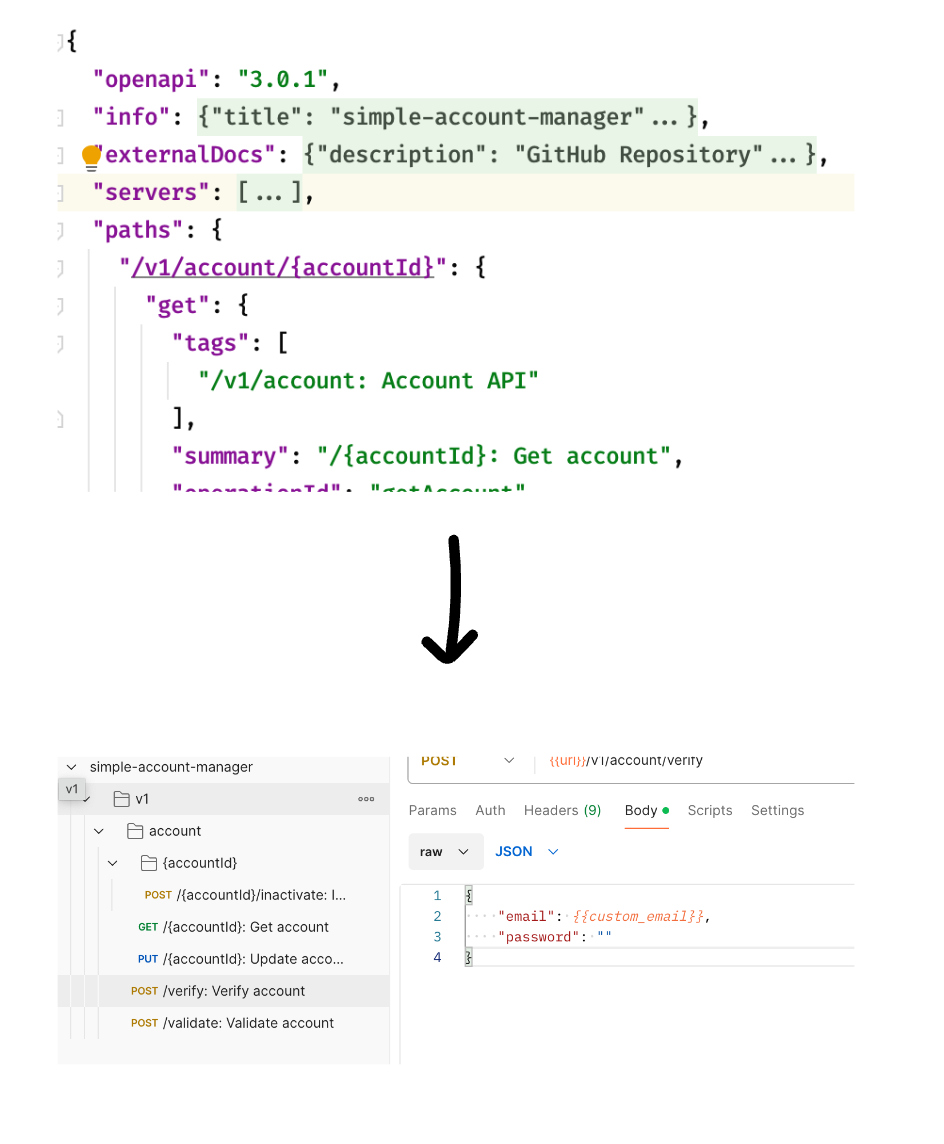 {
"openapi": "3.0.1",
"info": {"title": "simple-account-manager"...},
"externalDocs": {"description": "GitHub Repository"...},
"servers": [...],
"paths": {
"/v1/account/{accountId}": {
"get": {
"tags": [
"/v1/account: Account API"
],
"summary": "/{accountId}: Get account",
"operationId": "getAccount"
simple-account-manager
v1
v1
account
{accountId}
POST /{accountId}/inactivate: I...
GET /{accountId}: Get account
PUT /{accountId}: Update acco...
POST /verify: Verify account
POST /validate: Validate account
POST {{url}}/v1/account/verify
Params Auth Headers (9) Body Scripts Settings
raw JSON
1 {
2 "email": {{custom_email}},
3 "password": ""
4 }